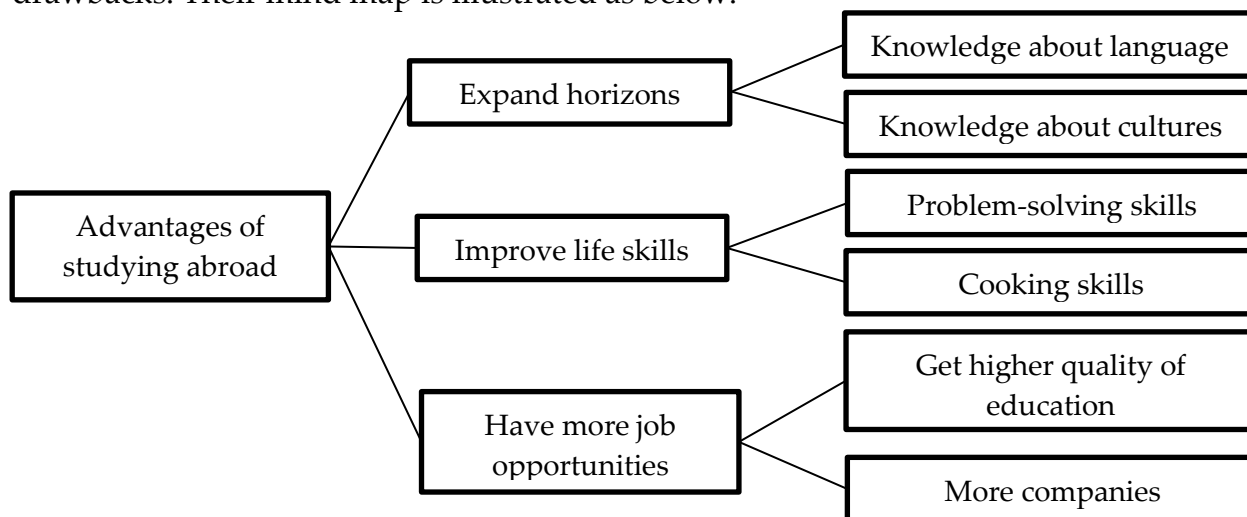 drawbacks. Their mind map is illustrated as below:
Knowledge about language
Expand horizons
Knowledge about cultures
Advantages of
studying abroad
Problem-solving skills
Improve life skills
Cooking skills
Get higher quality of
education
Have more job
opportunities
More companies